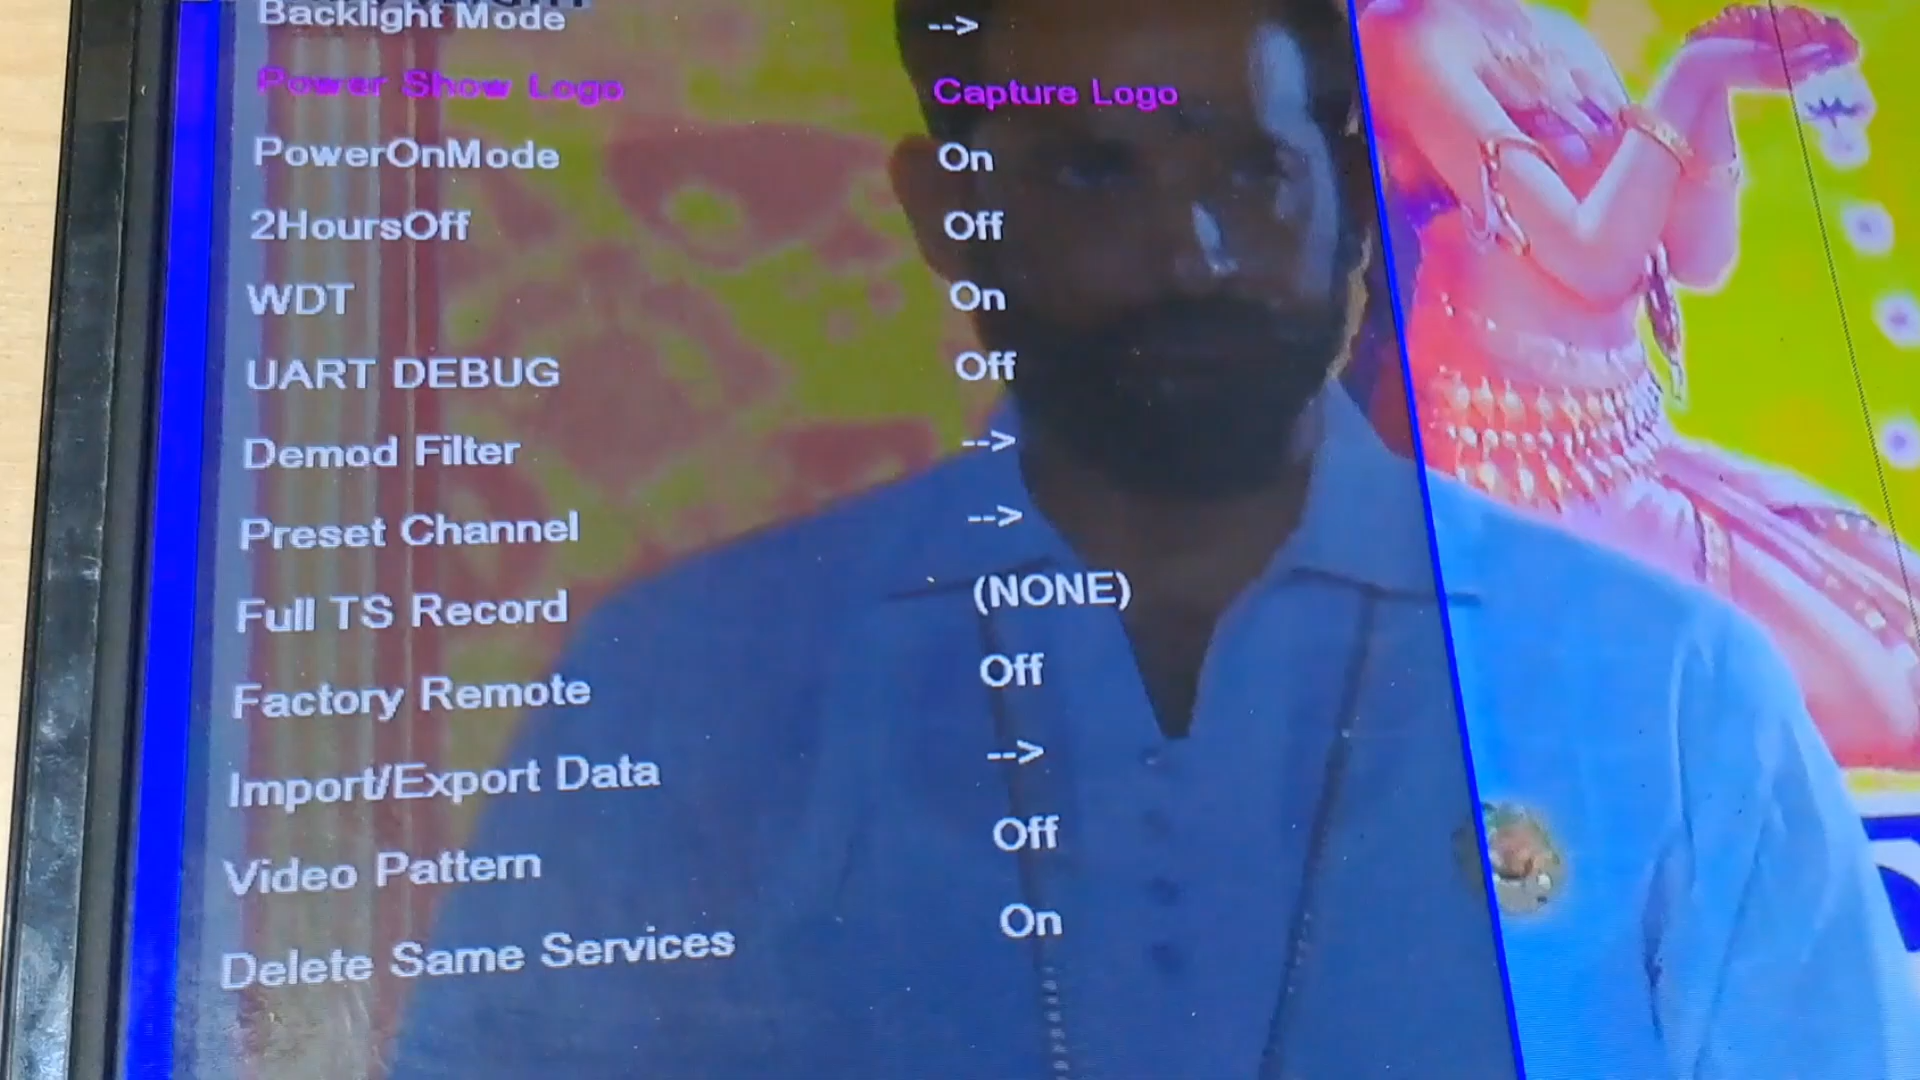 Backlight Mode -->
Power Show Logo Capture Logo
PowerOnMode On
2HoursOff Off
WDT On
UART DEBUG Off
Demod Filter -->
Preset Channel -->
Full TS Record (NONE)
Factory Remote Off
Import/Export Data -->
Video Pattern Off
Delete Same Services On